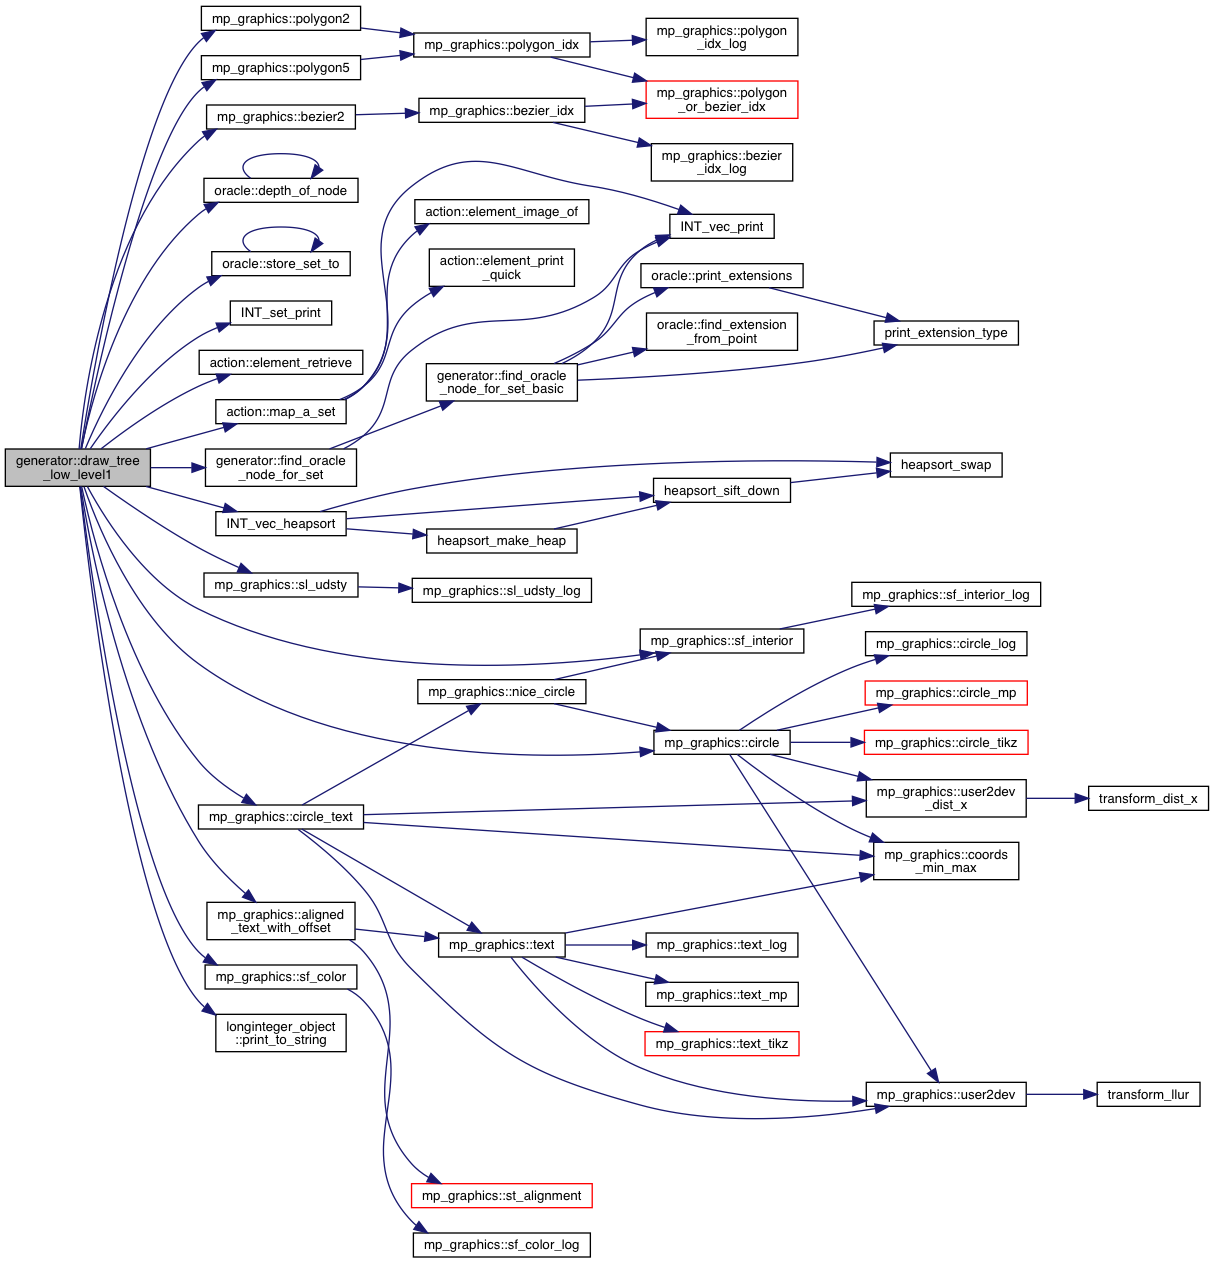 mp_graphics::polygon2
mp_graphics::polygon_idx
mp_graphics::polygon
_idx_log
mp_graphics::polygon5
mp_graphics::polygon
_or_bezier_idx
mp_graphics::bezier2
mp_graphics::bezier_idx
mp_graphics::bezier
_idx_log
oracle::depth_of_node
action::element_image_of
INT_vec_print
oracle::store_set_to
action::element_print
_quick
oracle::print_extensions
INT_set_print
oracle::find_extension
_from_point
print_extension_type
action::element_retrieve
generator::find_oracle
_node_for_set_basic
action::map_a_set
generator::draw_tree
_low_level1
generator::find_oracle
_node_for_set
heapsort_swap
heapsort_sift_down
INT_vec_heapsort
heapsort_make_heap
mp_graphics::sl_udsty
mp_graphics::sl_udsty_log
mp_graphics::sf_interior_log
mp_graphics::sf_interior
mp_graphics::circle_log
mp_graphics::nice_circle
mp_graphics::circle_mp
mp_graphics::circle
mp_graphics::circle_tikz
mp_graphics::user2dev
_dist_x
transform_dist_x
mp_graphics::circle_text
mp_graphics::coords
_min_max
mp_graphics::aligned
_text_with_offset
mp_graphics::text
mp_graphics::text_log
mp_graphics::sf_color
mp_graphics::text_mp
longinteger_object
::print_to_string
mp_graphics::text_tikz
mp_graphics::user2dev
transform_llur
mp_graphics::st_alignment
mp_graphics::sf_color_log